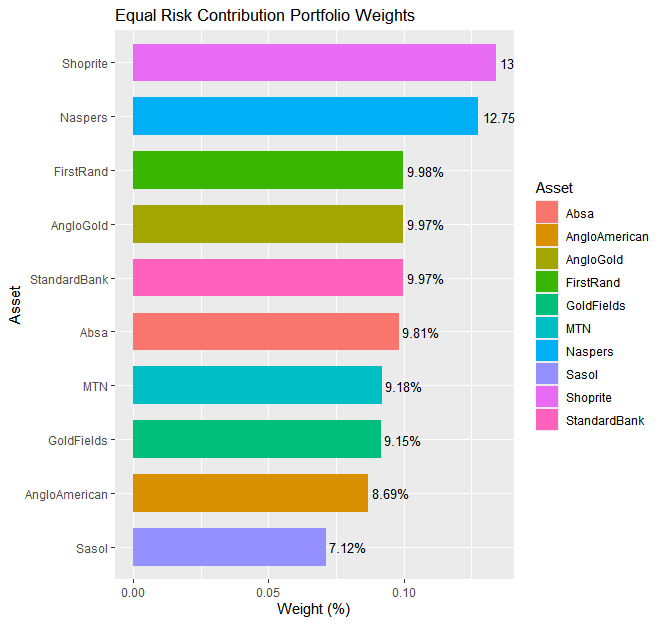 Equal Risk Contribution Portfolio Weights
Shoprite
13
Naspers
12.75
FirstRand
9.98%
AngloGold
9.97%
StandardBank
9.97%
Absa
9.81%
MTN
9.18%
GoldFields
9.15%
AngloAmerican
8.69%
Sasol
7.12%
Asset
0.00
0.05
0.10
Weight (%)
Asset
Absa
AngloAmerican
AngloGold
FirstRand
GoldFields
MTN
Naspers
Sasol
Shoprite
StandardBank